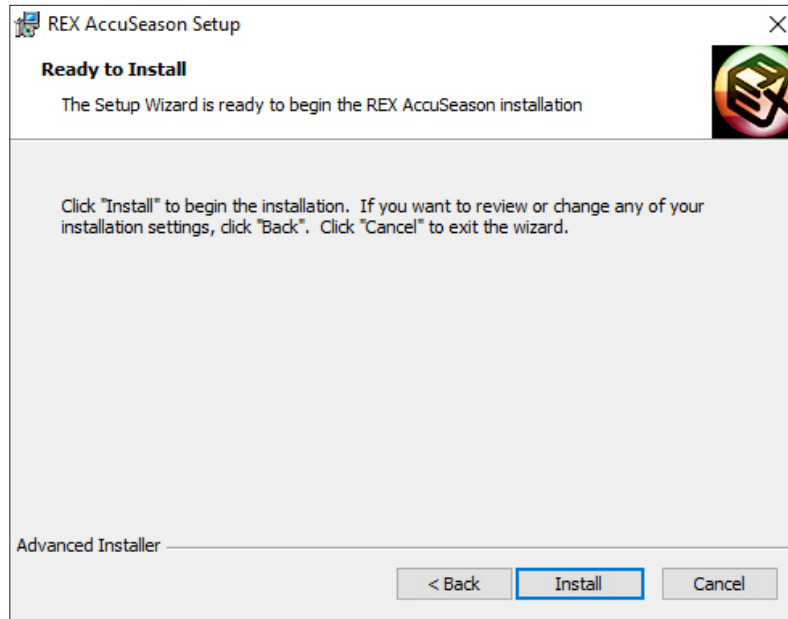 REX AccuSeason Setup
Ready to Install
The Setup Wizard is ready to begin the REX AccuSeason installation
REX
Click "Install" to begin the installation.  If you want to review or change any of your
installation settings, click "Back".  Click "Cancel" to exit the wizard.
Advanced Installer
< Back
Install
Cancel